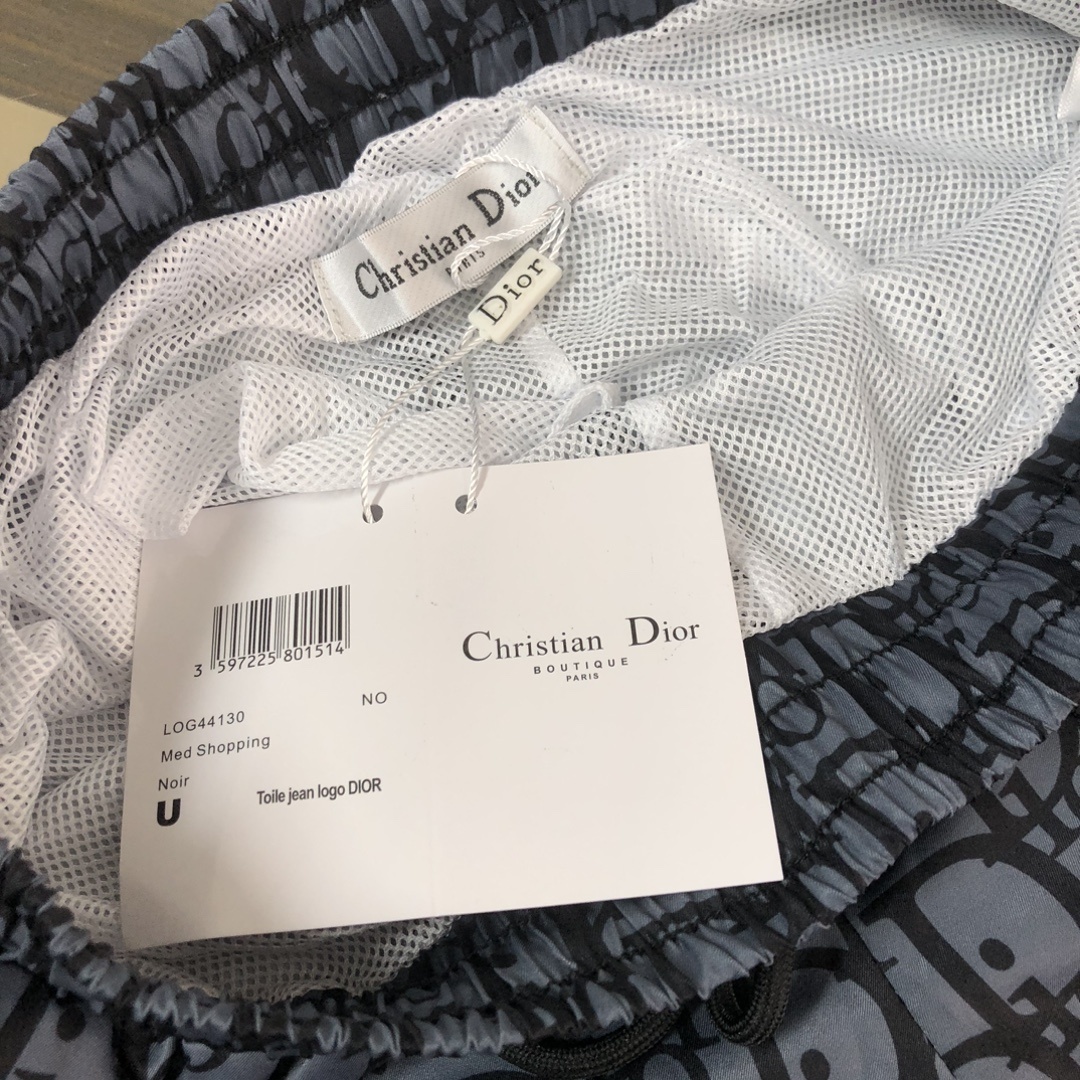 Christian Dior
PARIS
Dior
3 597225 801514
NO
LOG44130
Med Shopping
Noir
U
Toile jean logo DIOR
Christian Dior
BOUTIQUE
PARIS